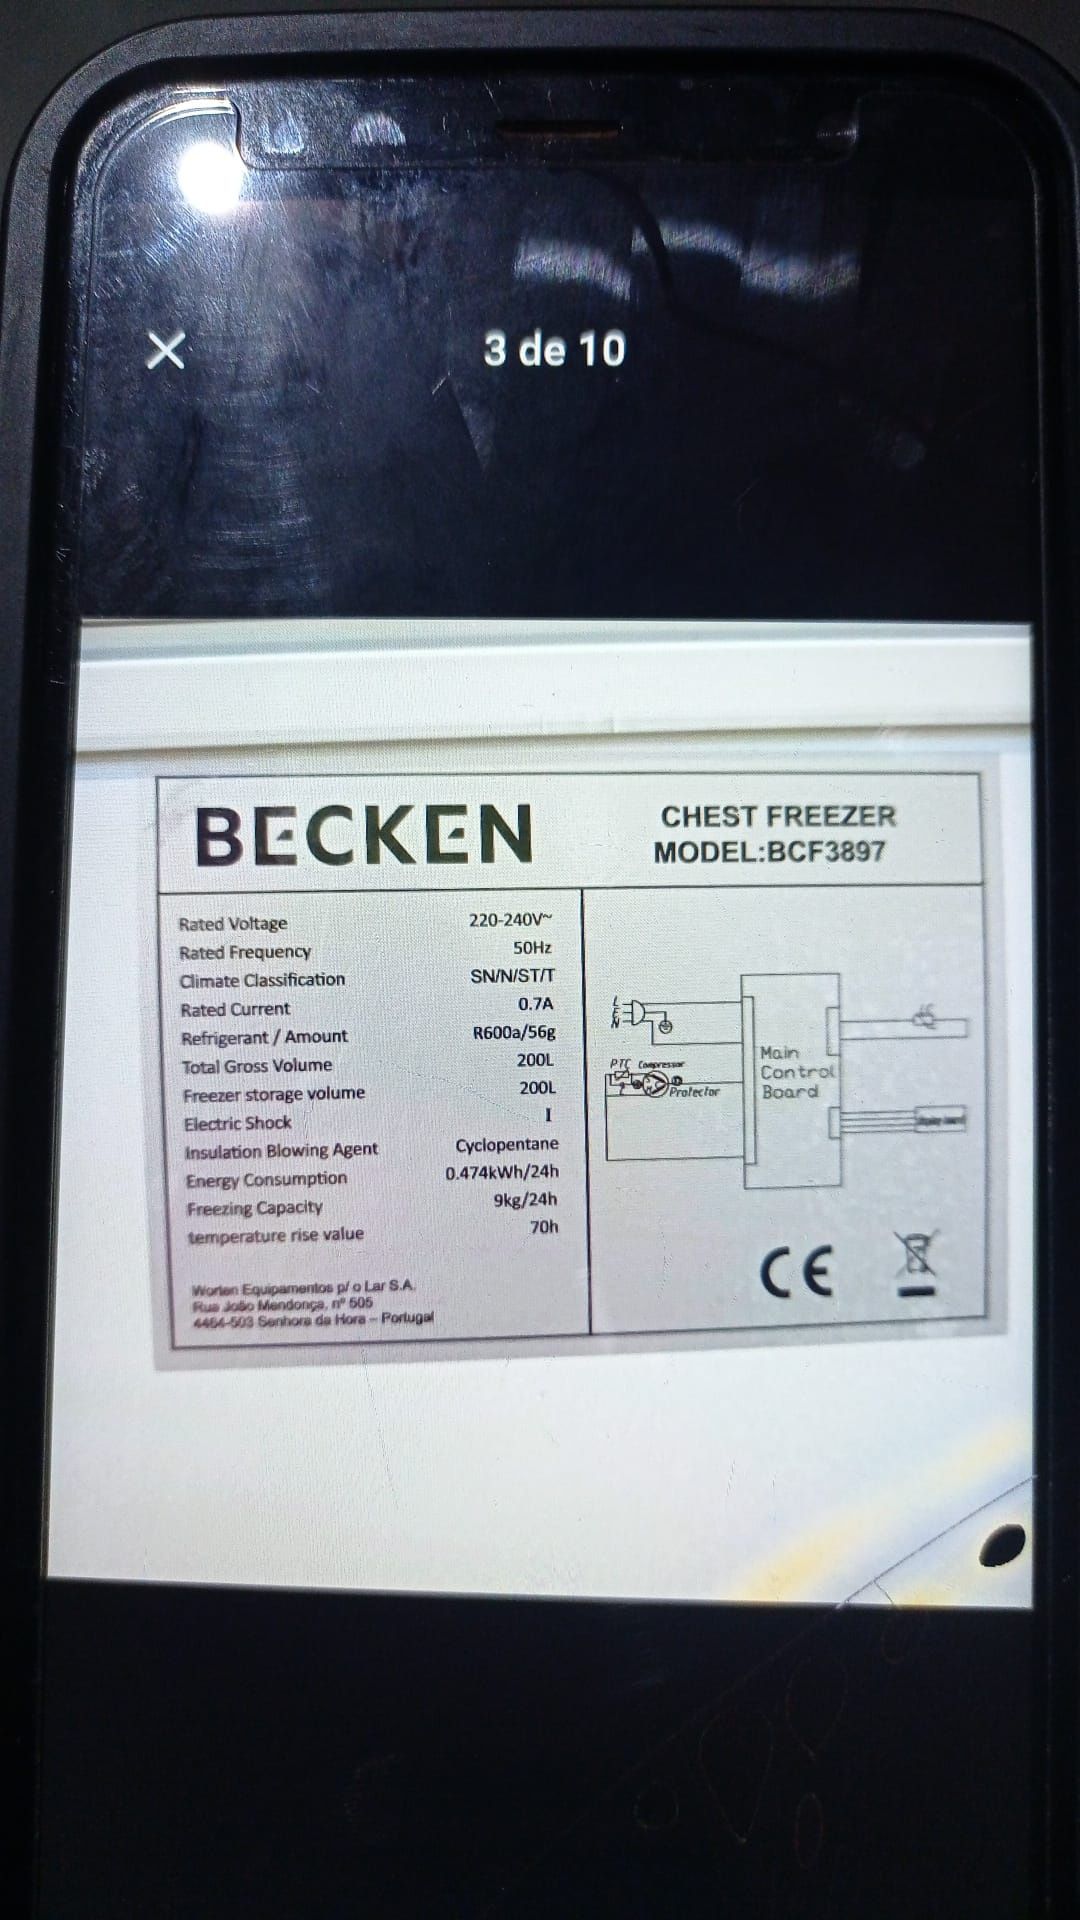 3 de 10
BECKEN
CHEST FREEZER
MODEL:BCF3897
Rated Voltage 220-240V~
Rated Frequency 50Hz
Climate Classification SN/N/ST/T
Rated Current 0.7A
Refrigerant / Amount R600a/56g
Total Gross Volume 200L
Freezer storage volume 200L
Electric Shock I
Insulation Blowing Agent Cyclopentane
Energy Consumption 0.474kWh/24h
Freezing Capacity 9kg/24h
temperature rise value 70h
Worten Equipamentos p/ o Lar S.A.
Rua João Mendonça, nº 505
4464-503 Senhora da Hora – Portugal
L
E
N
PTC Compressor
Protector
Main
Control
Board
CE